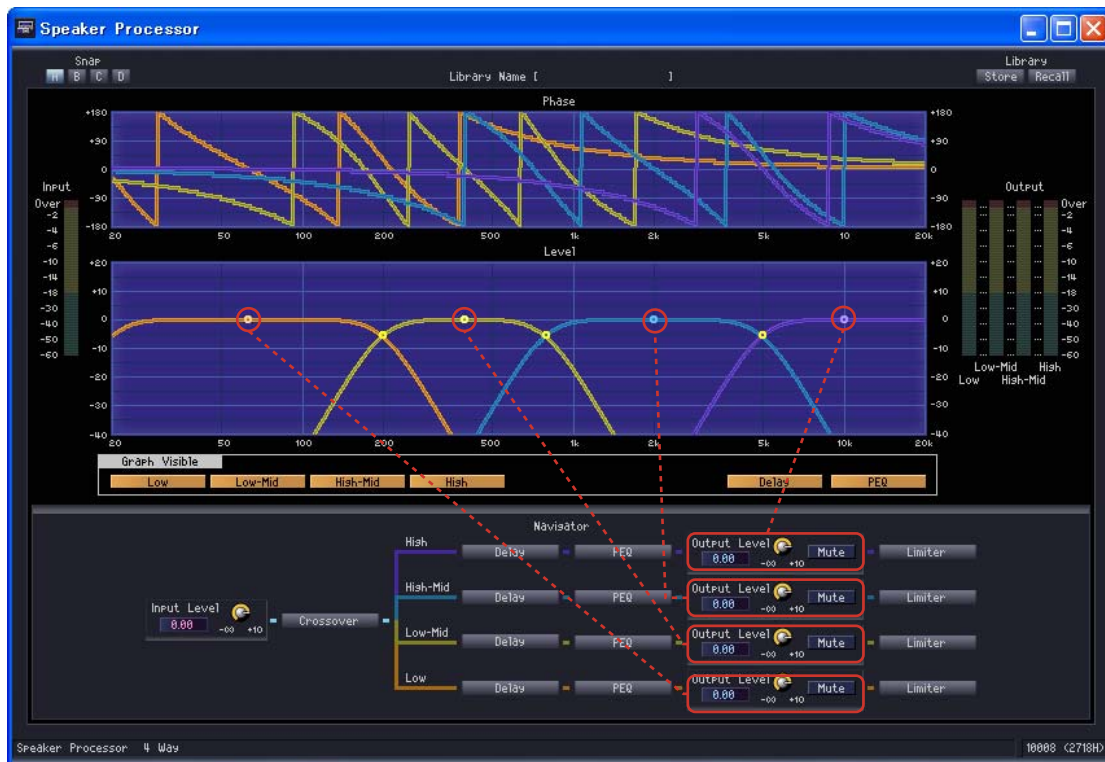 Speaker Processor
Snap
A B C D
Library Name [ ]
Library
Store Recall
Phase
+180 +180
+90 +90
0 0
-90 -90
-180 -180
20 50 100 200 500 1k 2k 5k 10 20k
Level
+20 +20
+10 +10
0 0
-10 -10
-20 -20
-30 -30
-40 -40
20 50 100 200 500 1k 2k 5k 10k 20k
Input
Over
-2
-4
-6
-10
-14
-18
-30
-40
-50
-60
Output
Over
-2
-4
-6
-10
-14
-18
-30
-40
-50
-60
Low-Mid High
Low High-Mid
Graph Visible
Low Low-Mid High-Mid High Delay PEQ
Navigator
High Delay PEQ Output Level 0.00 -∞ +10 Mute Limiter
High-Mid Delay PEQ Output Level 0.00 -∞ +10 Mute Limiter
Input Level 0.00 -∞ +10 Crossover
Low-Mid Delay PEQ Output Level 0.00 -∞ +10 Mute Limiter
Low Delay PEQ Output Level 0.00 -∞ +10 Mute Limiter
Speaker Processor 4 Way 10008 (2718H)